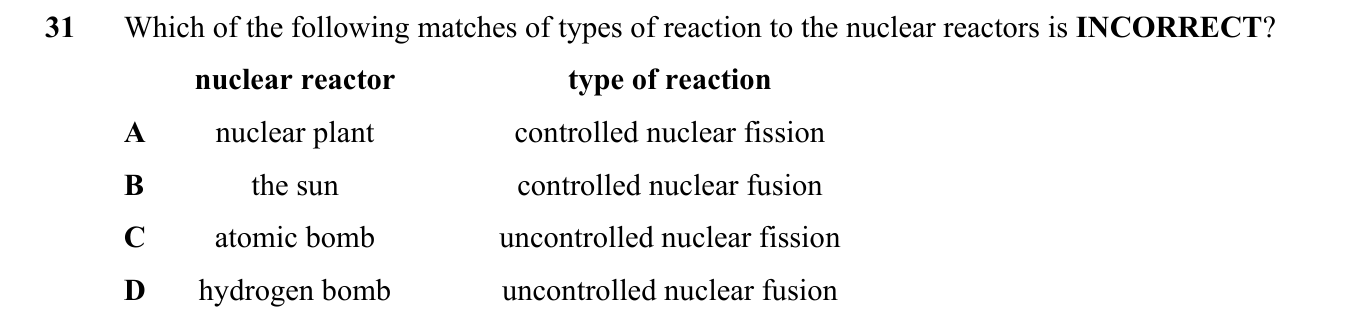 31 Which of the following matches of types of reaction to the nuclear reactors is INCORRECT?
nuclear reactor type of reaction
A nuclear plant controlled nuclear fission
B the sun controlled nuclear fusion
C atomic bomb uncontrolled nuclear fission
D hydrogen bomb uncontrolled nuclear fusion